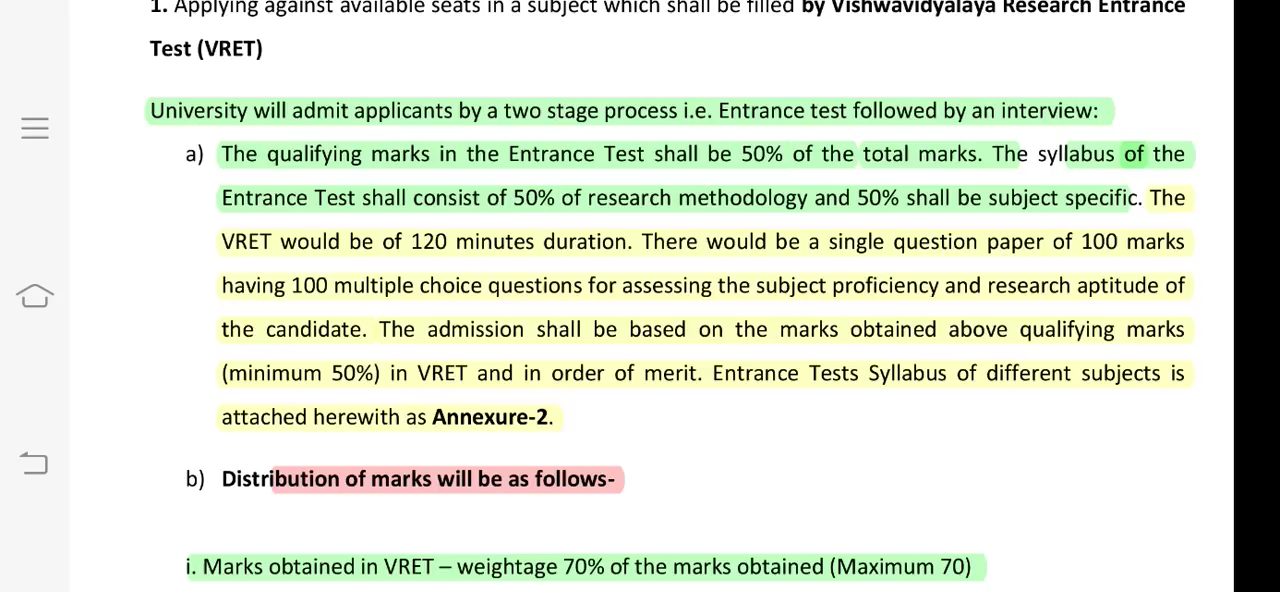 1. Applying against available seats in a subject which shall be filled by Vishwavidyalaya Research Entrance
Test (VRET)
University will admit applicants by a two stage process i.e. Entrance test followed by an interview:
a) The qualifying marks in the Entrance Test shall be 50% of the total marks. The syllabus of the
Entrance Test shall consist of 50% of research methodology and 50% shall be subject specific. The
VRET would be of 120 minutes duration. There would be a single question paper of 100 marks
having 100 multiple choice questions for assessing the subject proficiency and research aptitude of
the candidate. The admission shall be based on the marks obtained above qualifying marks
(minimum 50%) in VRET and in order of merit. Entrance Tests Syllabus of different subjects is
attached herewith as Annexure-2.
b) Distribution of marks will be as follows-
i. Marks obtained in VRET – weightage 70% of the marks obtained (Maximum 70)